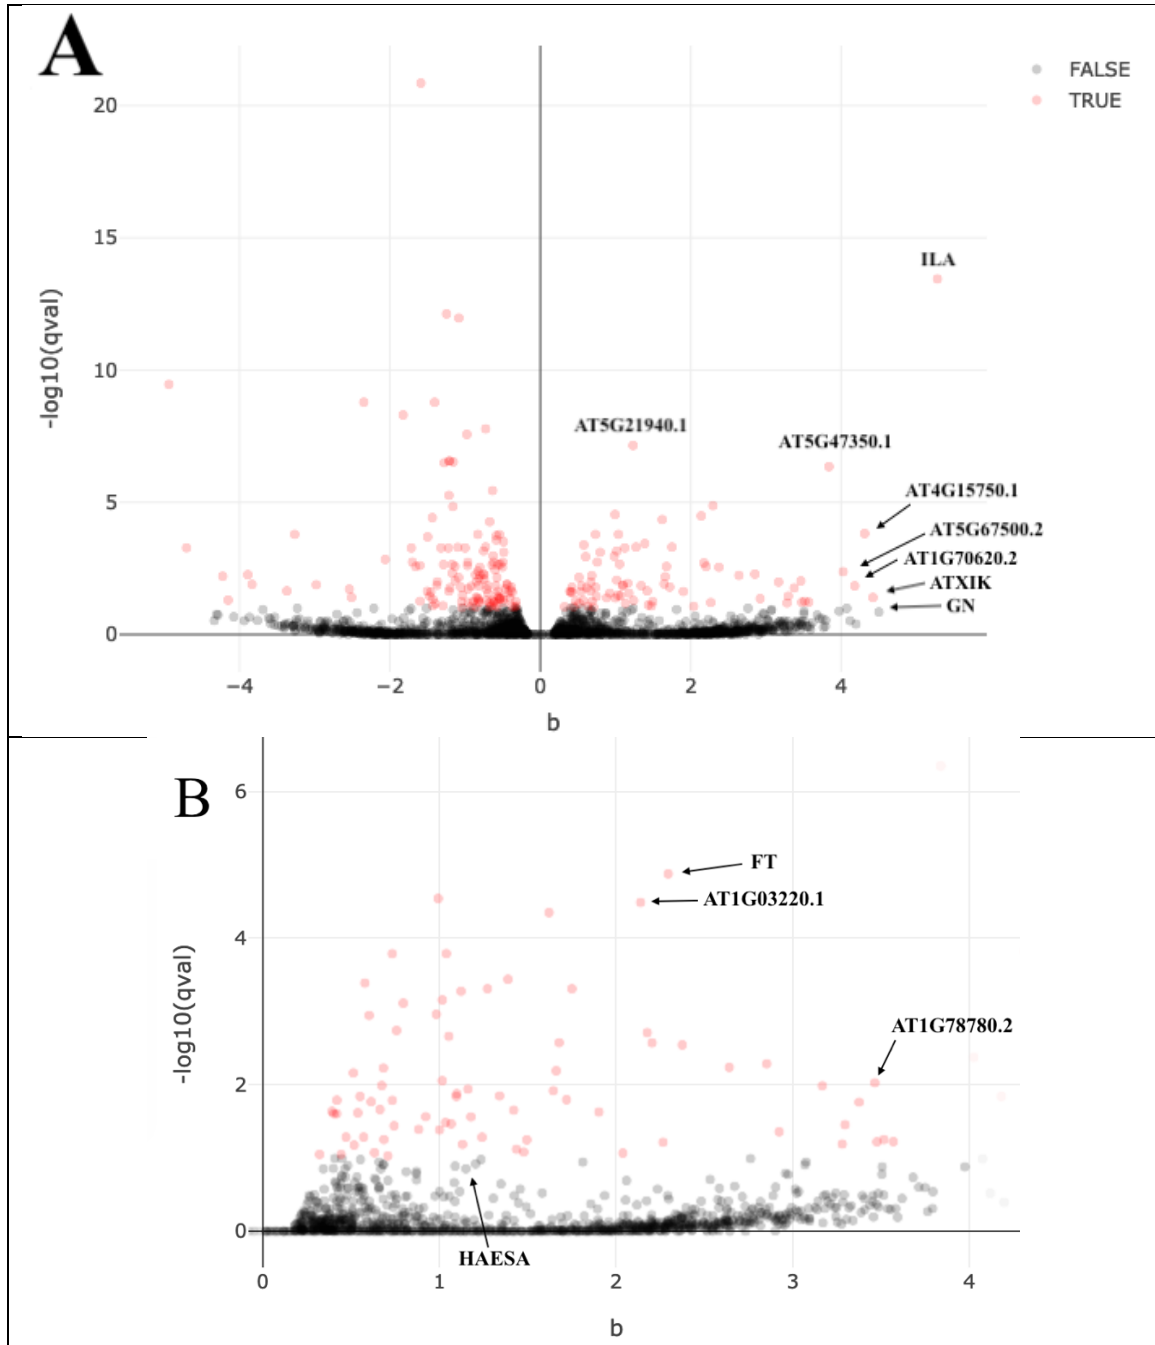 A
FALSE
TRUE
20
15
ILA
10
AT5G21940.1
AT5G47350.1
AT4G15750.1
5
AT5G67500.2
AT1G70620.2
ATXIK
GN
0
−4
−2
0
2
4
-log10(qval)
b
B
6
FT
AT1G03220.1
4
AT1G78780.2
2
0
HAESA
0
1
2
3
4
-log10(qval)
b